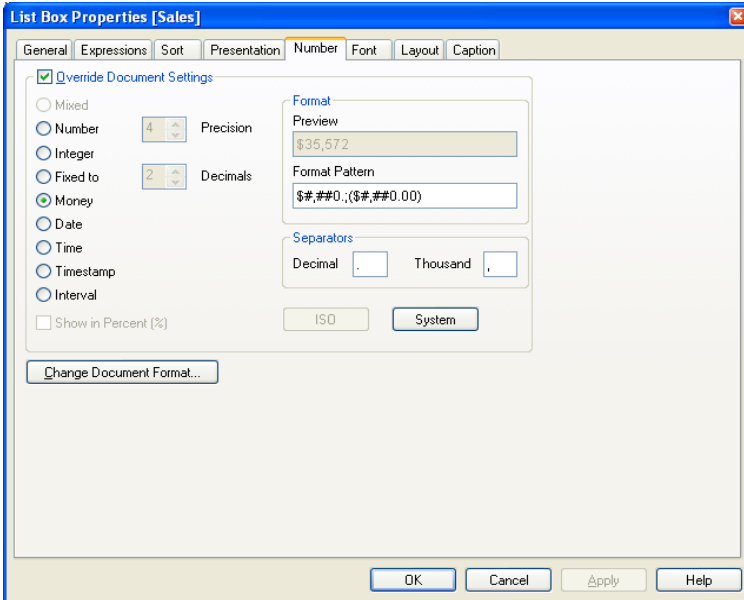 List Box Properties [Sales]
General Expressions Sort Presentation Number Font Layout Caption
Override Document Settings
Mixed
Number 4 Precision
Integer
Fixed to 2 Decimals
Money
Date
Time
Timestamp
Interval
Show in Percent (%)
Format
Preview
$35,572
Format Pattern
$#,##0.;($#,##0.00)
Separators
Decimal . Thousand ,
ISO System
Change Document Format...
OK Cancel Apply Help